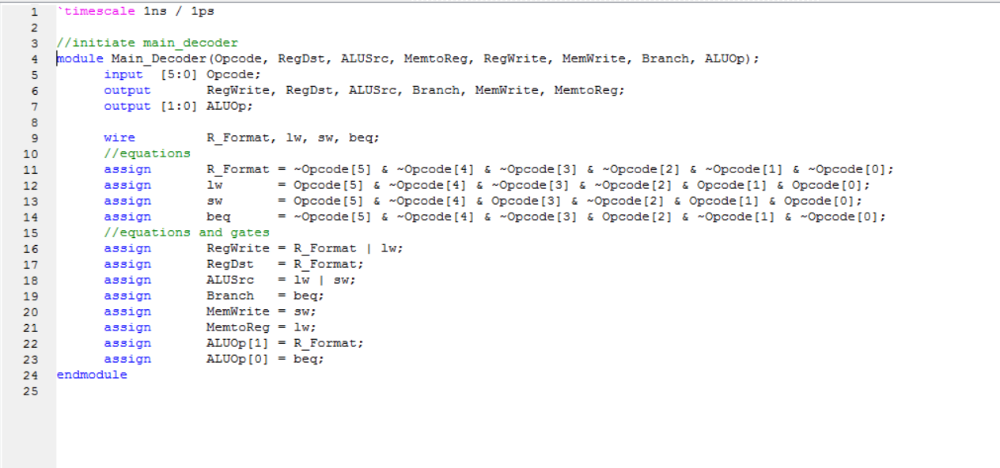 1 `timescale 1ns / 1ps
2
3 //initiate main_decoder
4 module Main_Decoder(Opcode, RegDst, ALUSrc, MemtoReg, RegWrite, MemWrite, Branch, ALUOp);
5 input [5:0] Opcode;
6 output RegWrite, RegDst, ALUSrc, Branch, MemWrite, MemtoReg;
7 output [1:0] ALUOp;
8
9 wire R_Format, lw, sw, beq;
10 //equations
11 assign R_Format = ~Opcode[5] & ~Opcode[4] & ~Opcode[3] & ~Opcode[2] & ~Opcode[1] & ~Opcode[0];
12 assign lw = Opcode[5] & ~Opcode[4] & ~Opcode[3] & ~Opcode[2] & Opcode[1] & Opcode[0];
13 assign sw = Opcode[5] & ~Opcode[4] & Opcode[3] & ~Opcode[2] & Opcode[1] & Opcode[0];
14 assign beq = ~Opcode[5] & ~Opcode[4] & ~Opcode[3] & Opcode[2] & ~Opcode[1] & ~Opcode[0];
15 //equations and gates
16 assign RegWrite = R_Format | lw;
17 assign RegDst = R_Format;
18 assign ALUSrc = lw | sw;
19 assign Branch = beq;
20 assign MemWrite = sw;
21 assign MemtoReg = lw;
22 assign ALUOp[1] = R_Format;
23 assign ALUOp[0] = beq;
24 endmodule
25